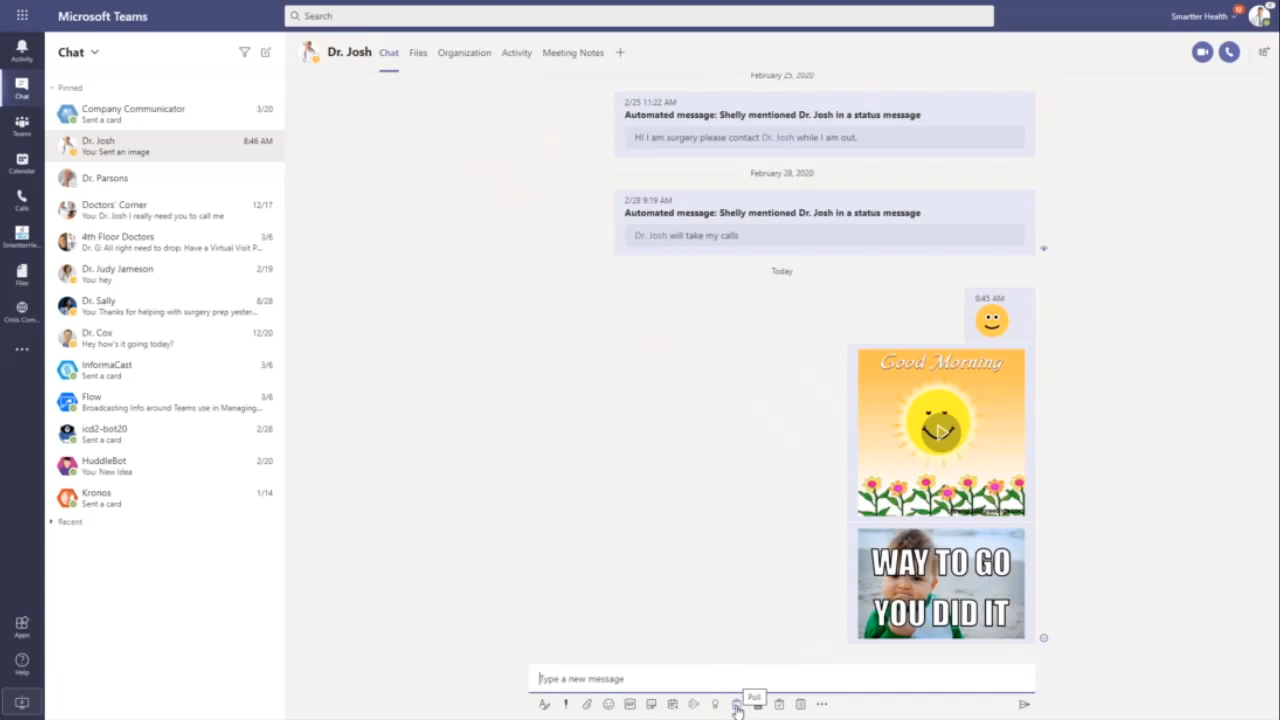 Microsoft Teams
Search
Smartter Health
Activity
Chat
Teams
Calendar
Calls
SmartterHe...
Files
Crisis Com...
Apps
Help
Chat
Pinned
Company Communicator 3/20
Sent a card
Dr. Josh 8:46 AM
You: Sent an image
Dr. Parsons
Doctors' Corner 12/17
You: Dr. Josh I really need you to call me
4th Floor Doctors 3/6
Dr. G: All right need to drop. Have a Virtual Visit P...
Dr. Judy Jameson 2/19
You: hey
Dr. Sally 8/28
You: Thanks for helping with surgery prep yester...
Dr. Cox 12/20
Hey how's it going today?
InformaCast 3/6
Sent a card
Flow 3/6
Broadcasting Info around Teams use in Managing...
icd2-bot20 2/28
Sent a card
HuddleBot 2/20
You: New Idea
Kronos 1/14
Sent a card
Recent
Dr. Josh Chat Files Organization Activity Meeting Notes
February 25, 2020
2/25 11:22 AM
Automated message: Shelly mentioned Dr. Josh in a status message
HI I am surgery please contact Dr. Josh while I am out.
February 28, 2020
2/28 9:19 AM
Automated message: Shelly mentioned Dr. Josh in a status message
Dr. Josh will take my calls
Today
8:45 AM
Good Morning
WAY TO GO
YOU DID IT
Type a new message
Poll
GIF